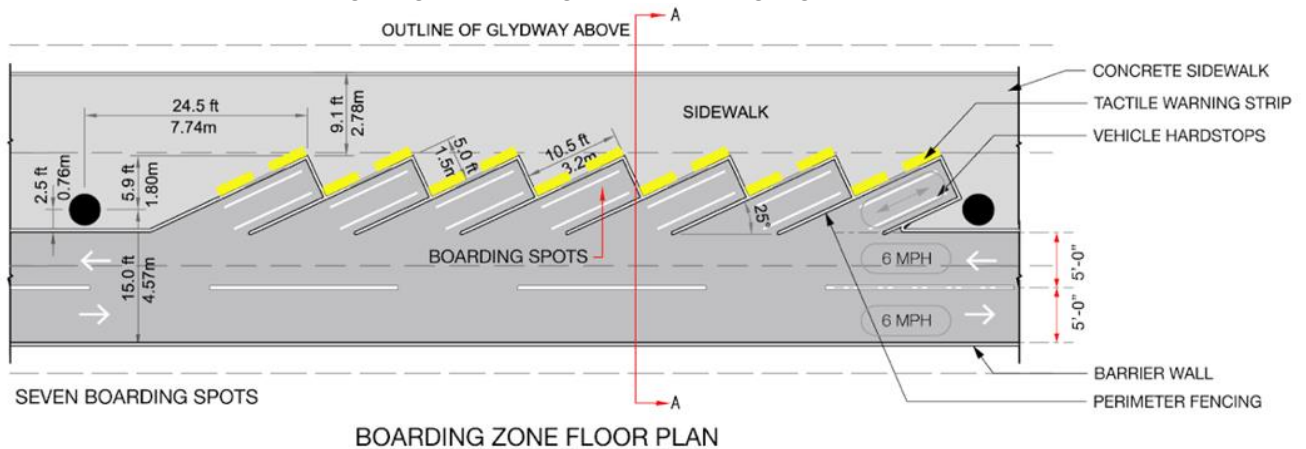 OUTLINE OF GLYDWAY ABOVE
A
CONCRETE SIDEWALK
TACTILE WARNING STRIP
VEHICLE HARDSTOPS
SIDEWALK
24.5 ft
7.74m
9.1 ft
2.78m
5.0 ft
1.5m
10.5 ft
3.2m
2.5 ft
0.76m
5.9 ft
1.80m
25°
BOARDING SPOTS
15.0 ft
4.57m
6 MPH
5'-0"
6 MPH
5'-0"
BARRIER WALL
PERIMETER FENCING
SEVEN BOARDING SPOTS
A
BOARDING ZONE FLOOR PLAN